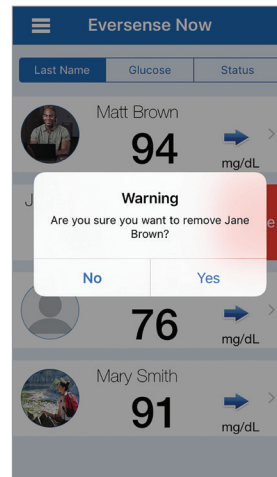 Eversense Now
Last Name Glucose Status
Matt Brown
94
mg/dL
J
Warning
Are you sure you want to remove Jane
Brown?
e
No Yes
76
mg/dL
Mary Smith
91
mg/dL